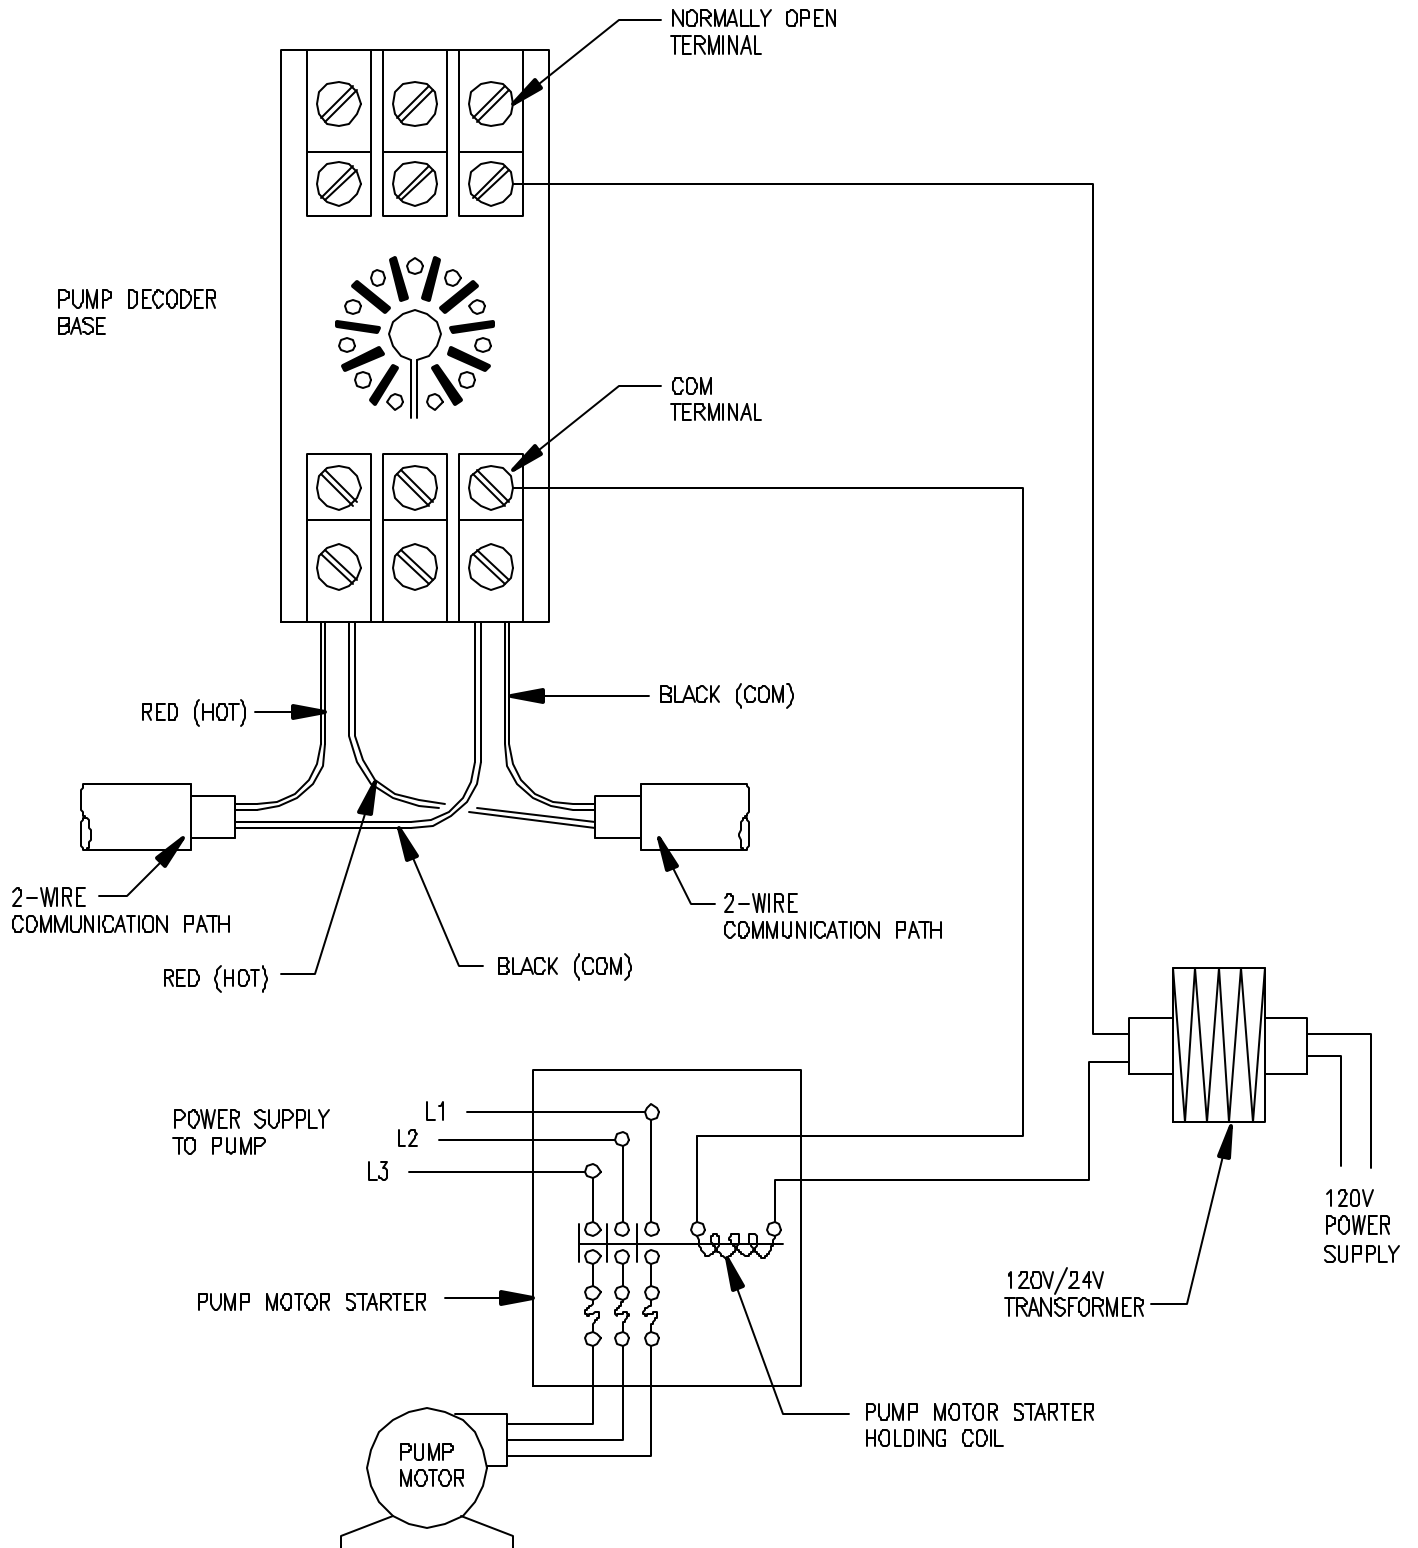 NORMALLY OPEN
TERMINAL
PUMP DECODER
BASE
COM
TERMINAL
RED (HOT)
BLACK (COM)
2-WIRE
COMMUNICATION PATH
2-WIRE
COMMUNICATION PATH
RED (HOT)
BLACK (COM)
POWER SUPPLY
TO PUMP
L1
L2
L3
120V
POWER
SUPPLY
120V/24V
TRANSFORMER
PUMP MOTOR STARTER
PUMP MOTOR STARTER
HOLDING COIL
PUMP
MOTOR